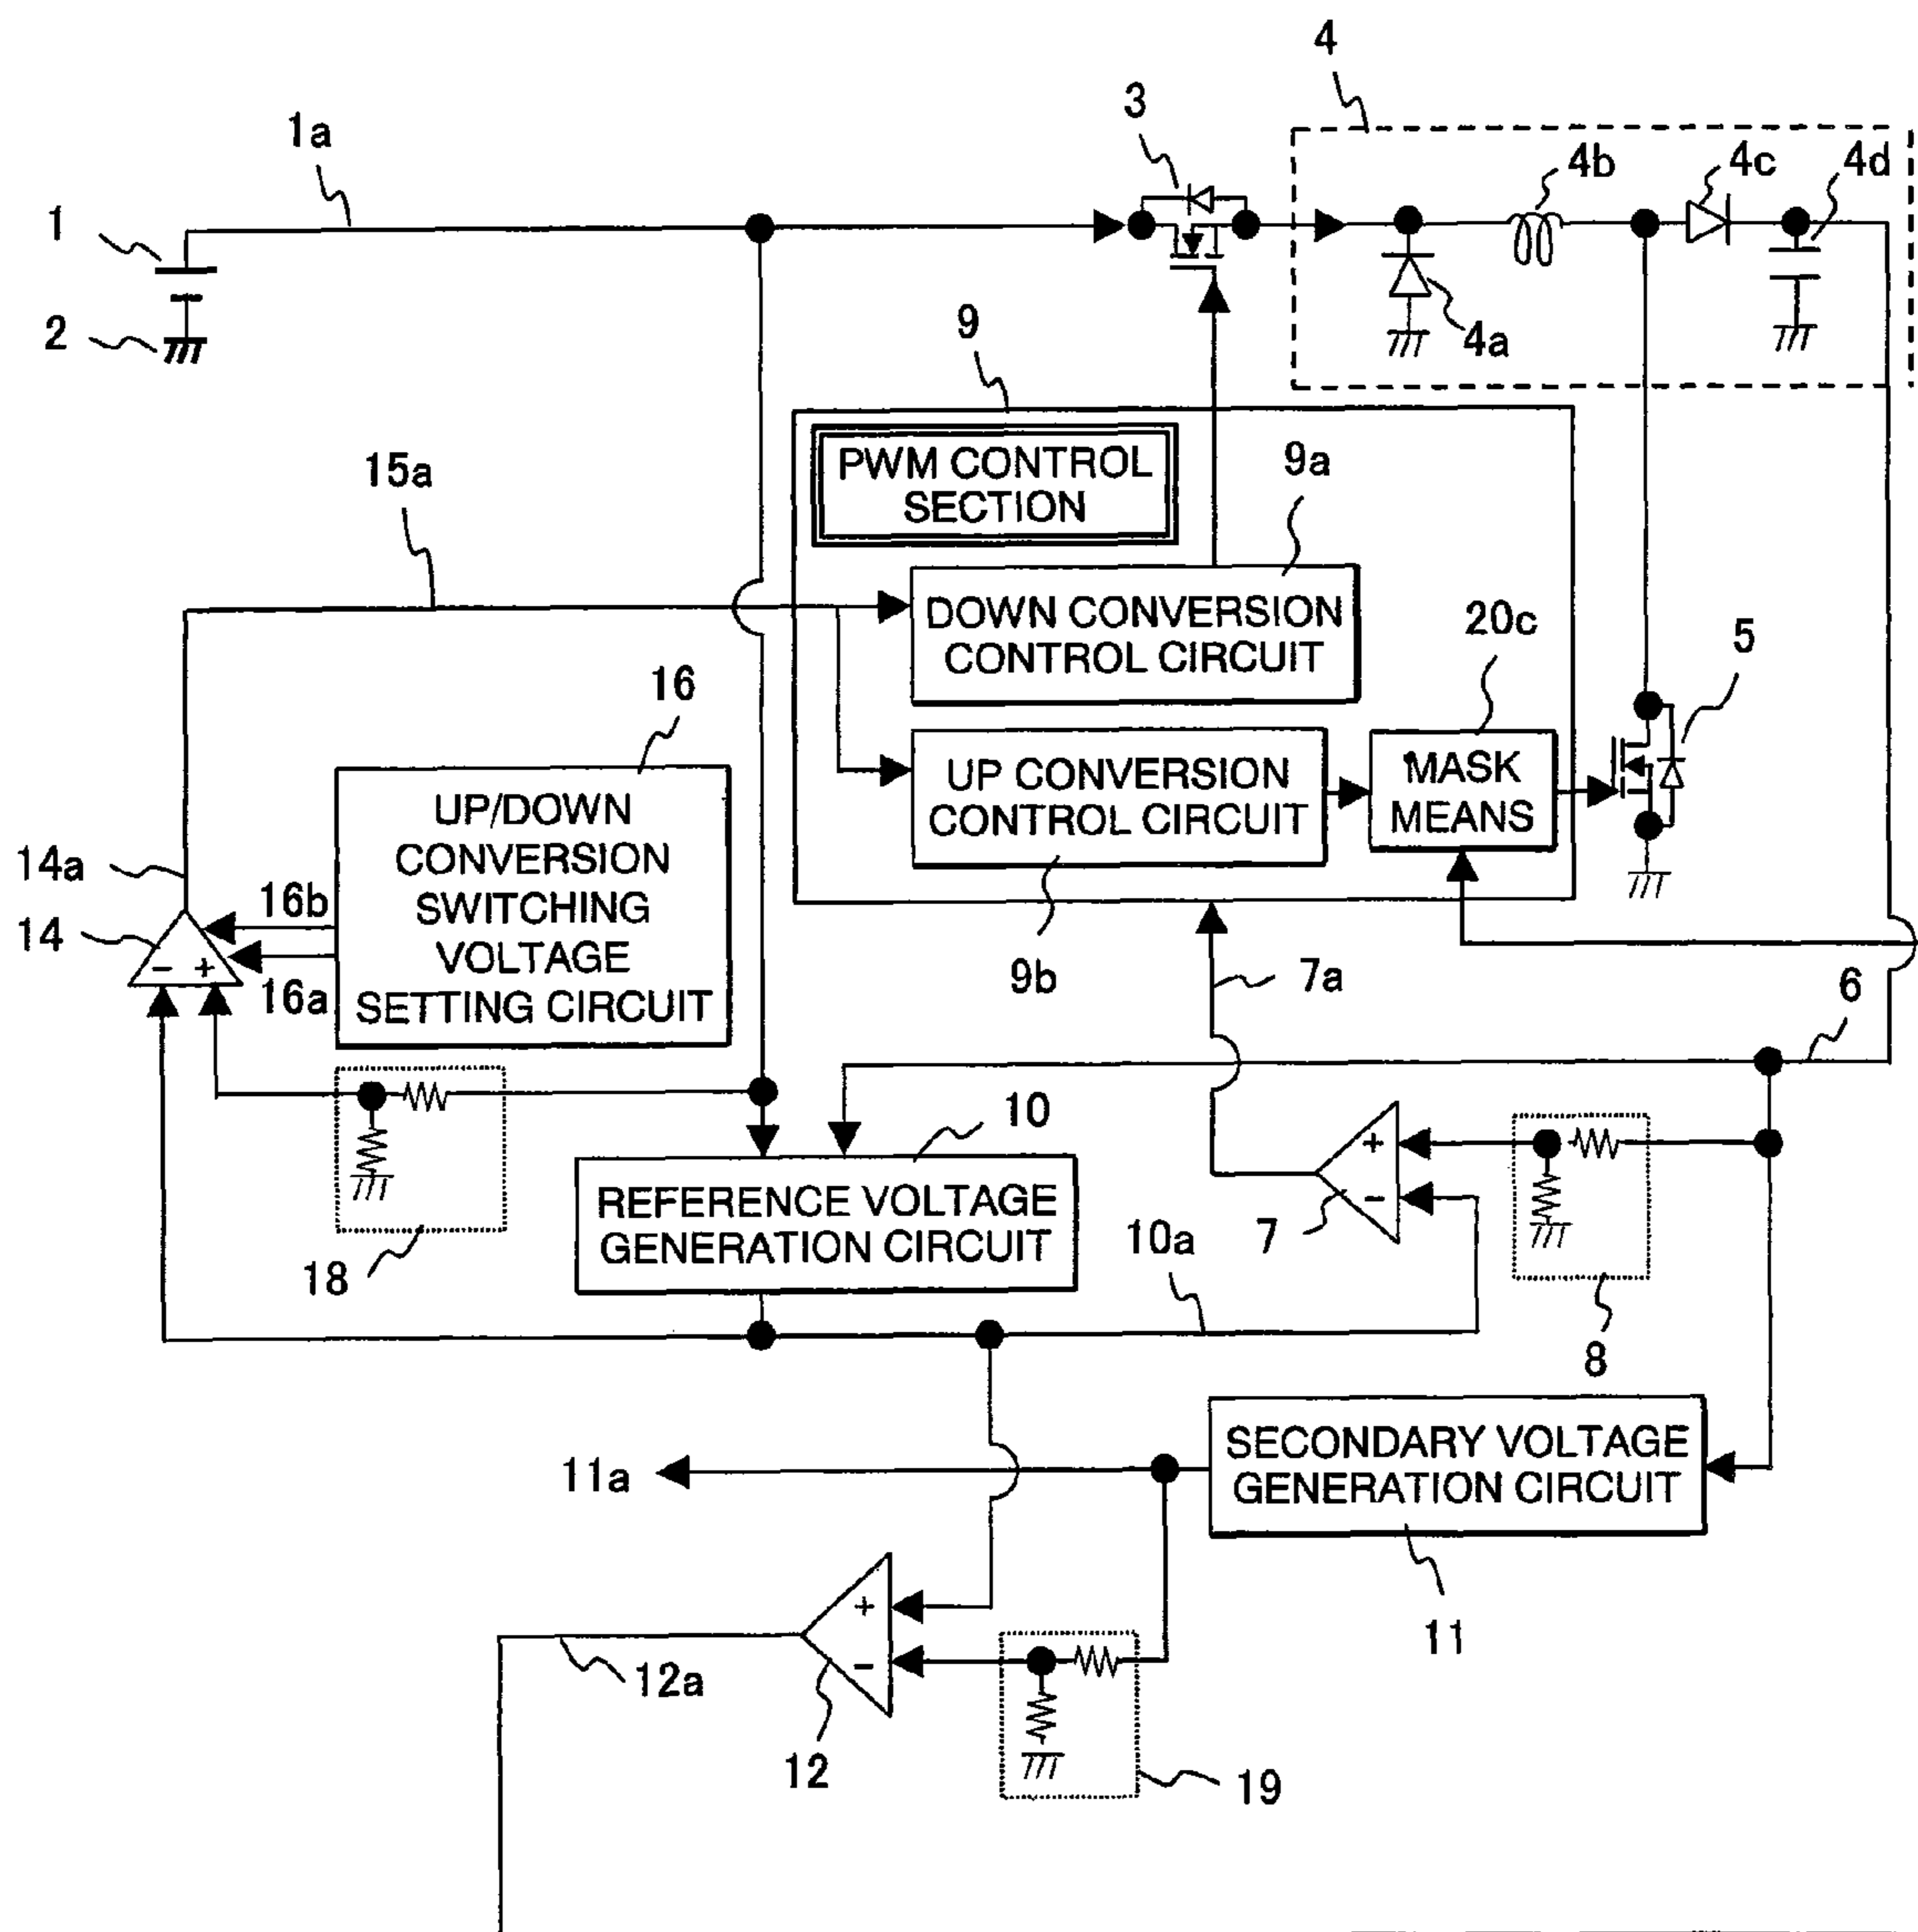 4
3
1a
4b
4c
4d
1
2
4a
9
PWM CONTROL
SECTION
9a
15a
DOWN CONVERSION
CONTROL CIRCUIT
20c
5
16
UP CONVERSION
CONTROL CIRCUIT
MASK
MEANS
UP/DOWN
CONVERSION
SWITCHING
VOLTAGE
SETTING CIRCUIT
14a
16b
14
- +
16a
9b
7a
6
10
+
-
REFERENCE VOLTAGE
GENERATION CIRCUIT
7
10a
18
8
SECONDARY VOLTAGE
GENERATION CIRCUIT
11a
+
-
11
12a
12
19